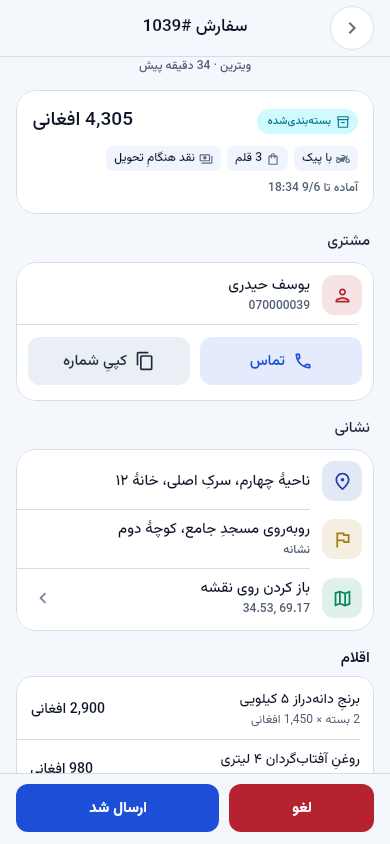 سفارش #1039
ویترین · 34 دقیقه پیش
بسته‌بندی‌شده
4,305 افغانی
با پیک
3 قلم
نقد هنگام تحویل
آماده تا 9/6 18:34
مشتری
یوسف حیدری
070000039
تماس
کپیِ شماره
نشانی
ناحیهٔ چهارم، سرکِ اصلی، خانهٔ ۱۲
روبه‌روی مسجدِ جامع، کوچهٔ دوم
نشانه
باز کردن روی نقشه
34.53, 69.17
اقلام
برنجِ دانه‌دراز ۵ کیلویی
2,900 افغانی
2 بسته × 1,450 افغانی
روغنِ آفتاب‌گردان ۴ لیتری
980 افغانی
لغو
ارسال شد